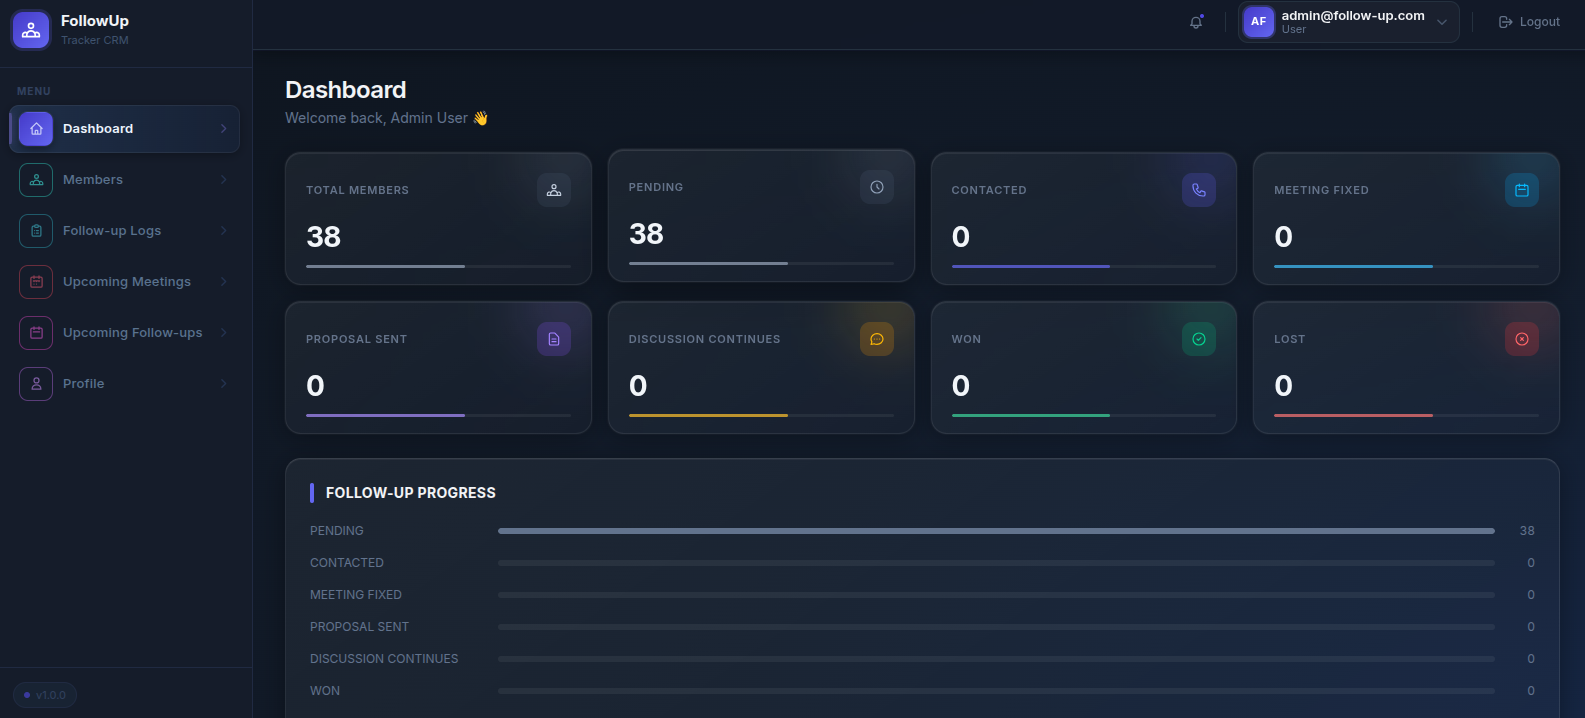 FollowUp
Tracker CRM
MENU
Dashboard
Members
Follow-up Logs
Upcoming Meetings
Upcoming Follow-ups
Profile
v1.0.0
AF
admin@follow-up.com
User
Logout
Dashboard
Welcome back, Admin User 👋
TOTAL MEMBERS
38
PENDING
38
CONTACTED
0
MEETING FIXED
0
PROPOSAL SENT
0
DISCUSSION CONTINUES
0
WON
0
LOST
0
FOLLOW-UP PROGRESS
PENDING 38
CONTACTED 0
MEETING FIXED 0
PROPOSAL SENT 0
DISCUSSION CONTINUES 0
WON 0